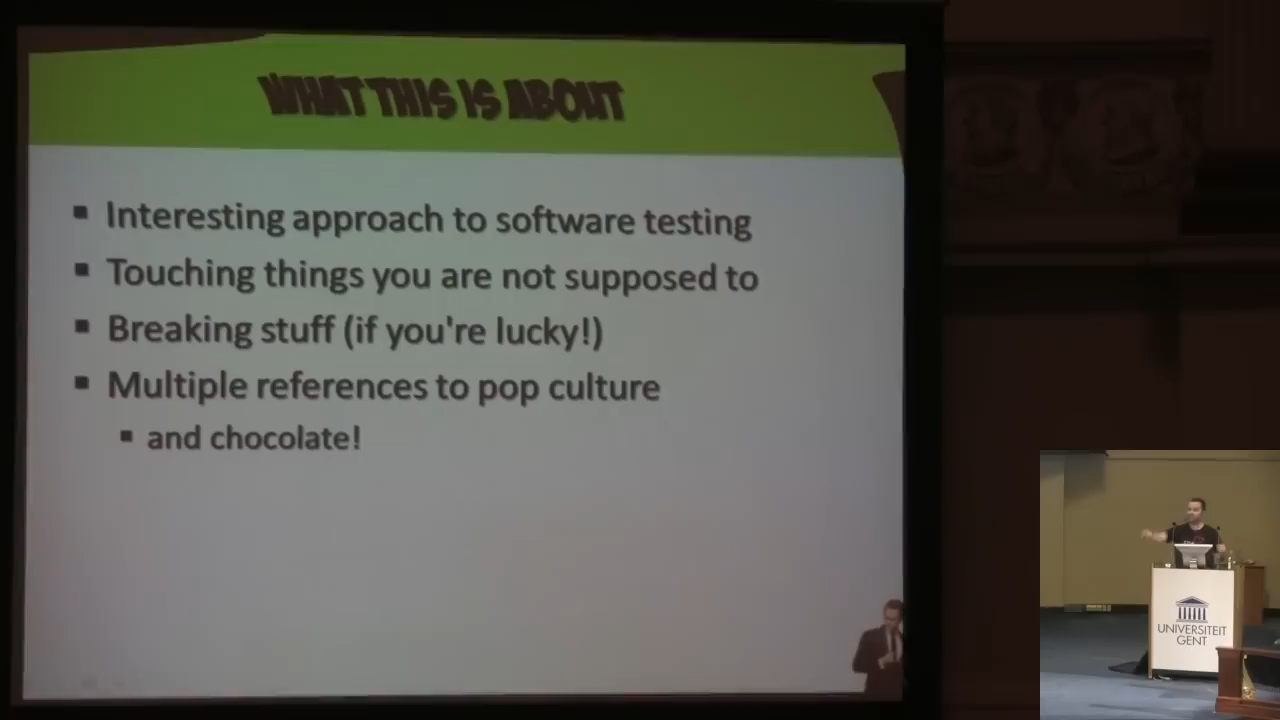 WHAT THIS IS ABOUT
Interesting approach to software testing
Touching things you are not supposed to
Breaking stuff (if you're lucky!)
Multiple references to pop culture
and chocolate!
UNIVERSITEIT
GENT